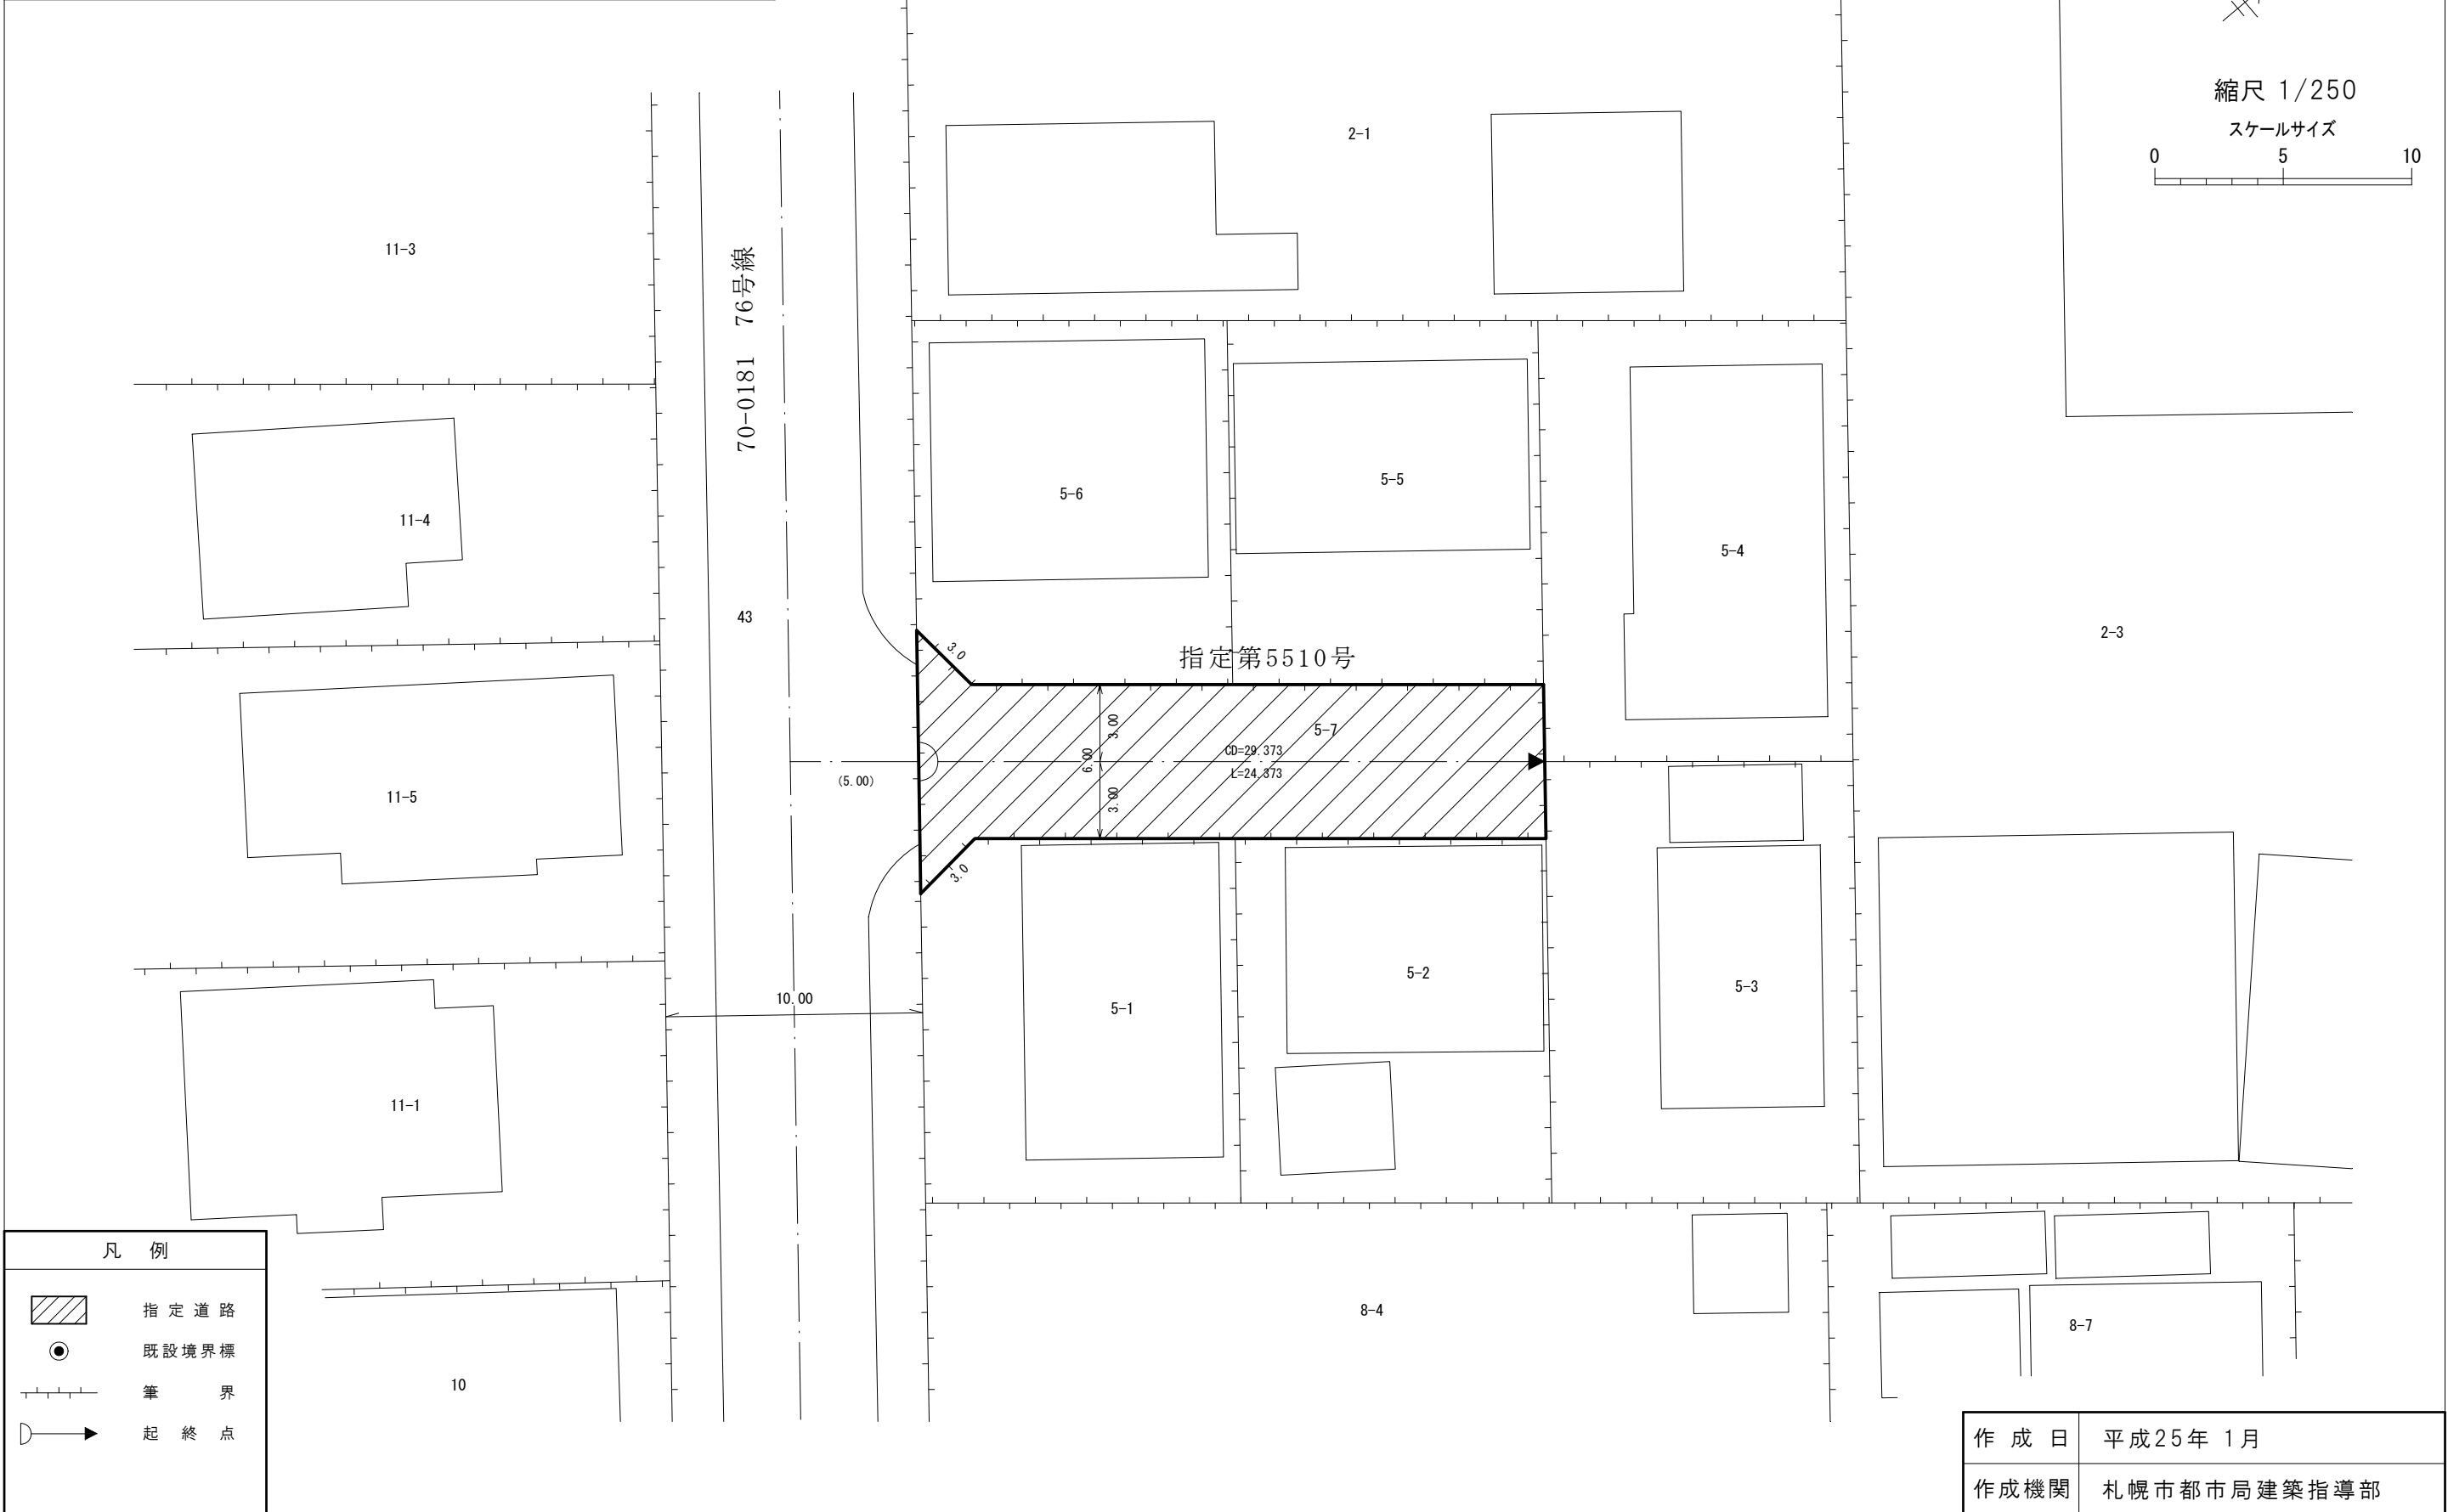 縮尺 1/250
スケールサイズ
0 5 10
2-1
11-3
70-0181 76号線
11-4
5-6
5-5
5-4
43
2-3
指定第5510号
3.0
5-7
3.00
6.00
CD=29.373
L=24.373
(5.00)
3.00
3.0
11-5
10.00
5-1
5-2
5-3
11-1
8-4
8-7
10
凡 例
指定道路
既設境界標
筆 界
起 終 点
作成日 平成25年 1月
作成機関 札幌市都市局建築指導部